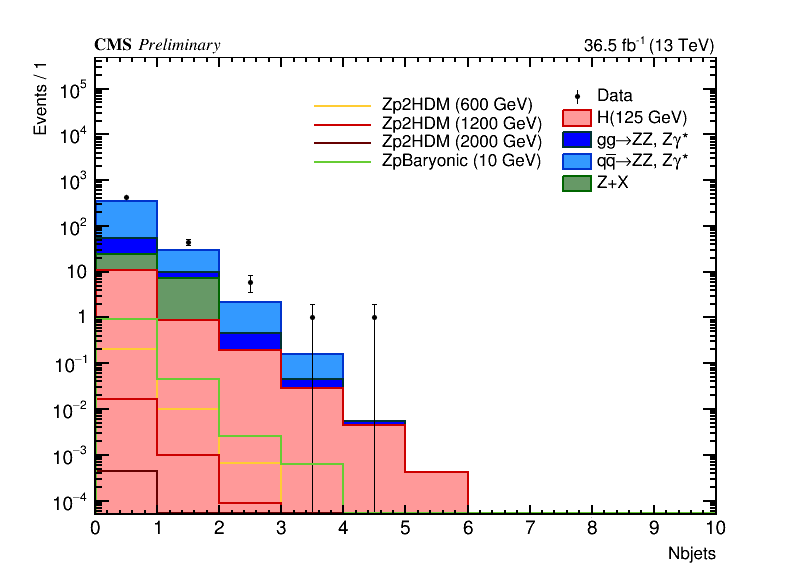 CMS Preliminary 36.5 fb⁻¹ (13 TeV)
Events / 1
Data
H(125 GeV)
gg→ZZ, Zγ*
qq̅→ZZ, Zγ*
Z+X
Zp2HDM (600 GeV)
Zp2HDM (1200 GeV)
Zp2HDM (2000 GeV)
ZpBaryonic (10 GeV)
10⁵
10⁴
10³
10²
10
1
10⁻¹
10⁻²
10⁻³
10⁻⁴
0 1 2 3 4 5 6 7 8 9 10
Nbjets